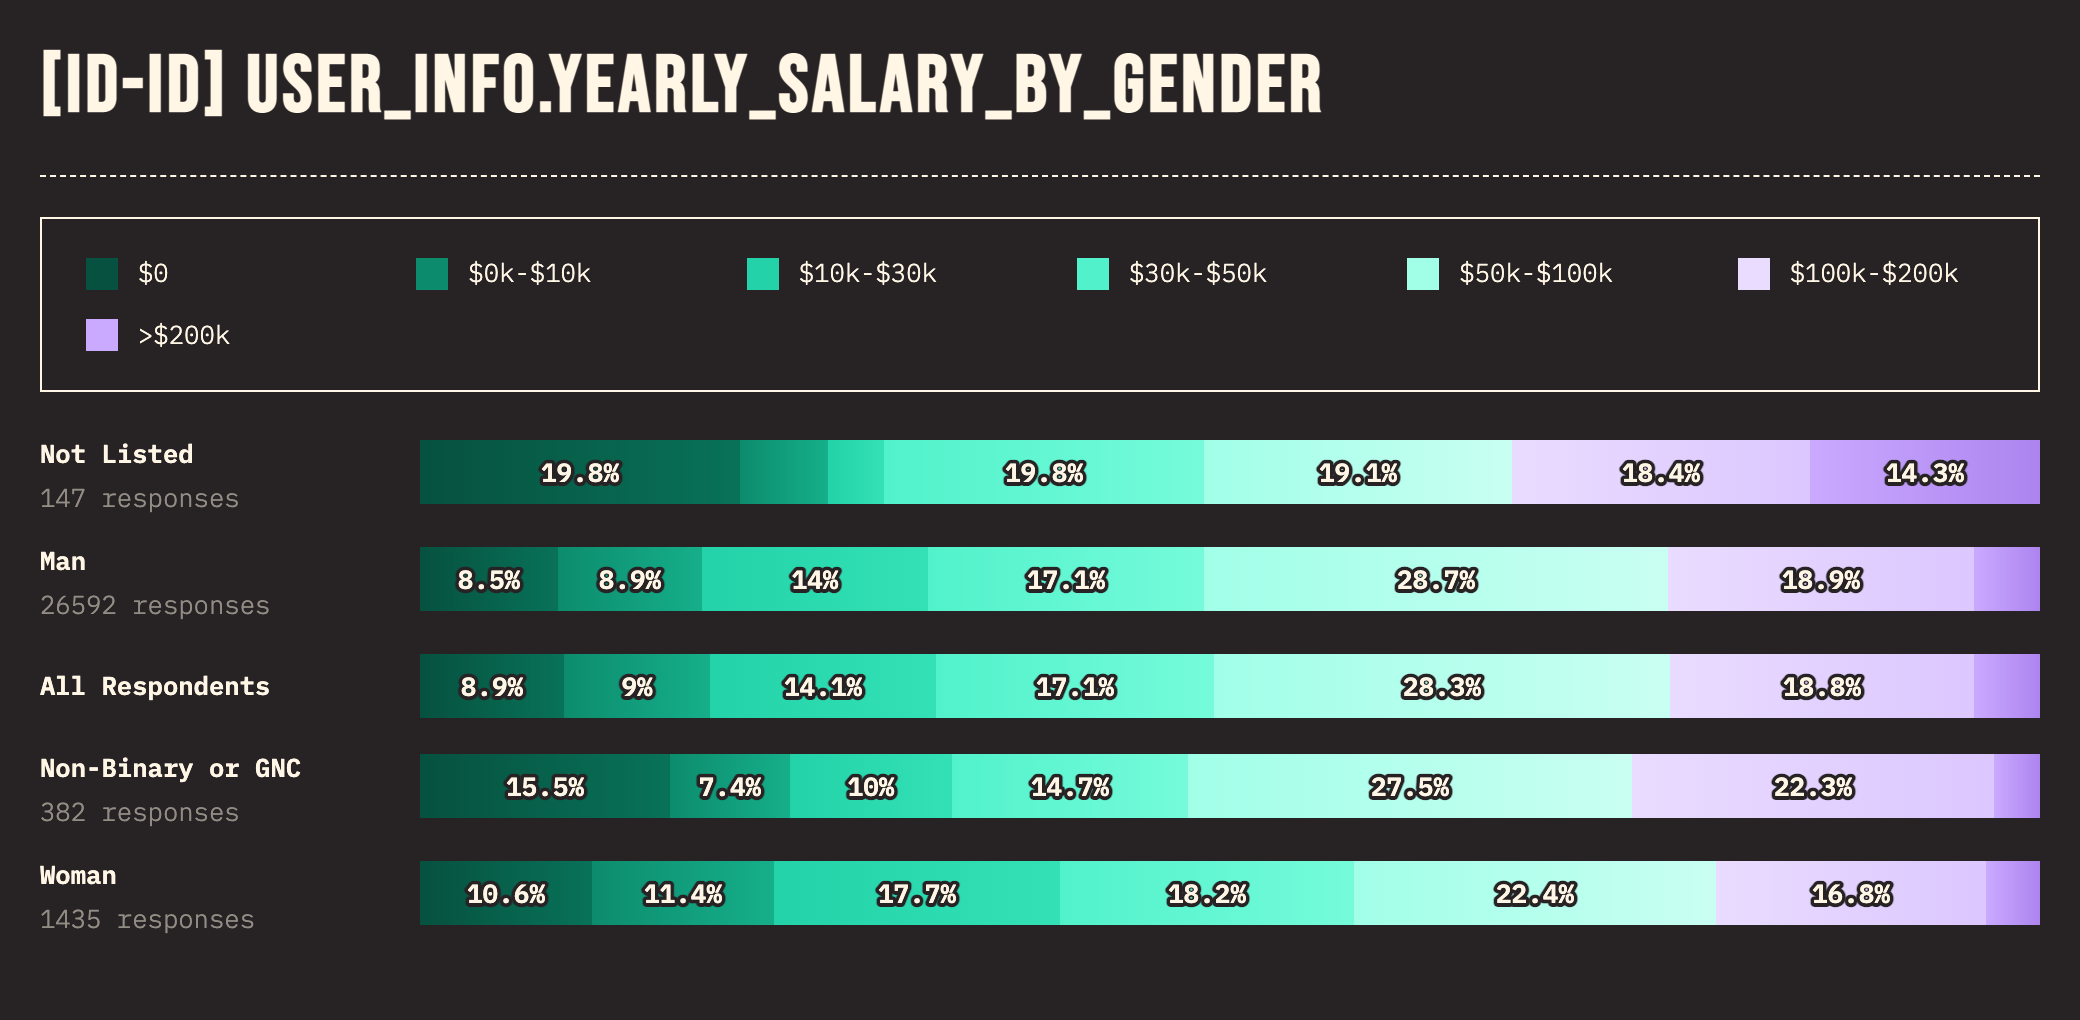 [ID-ID] USER_INFO.YEARLY_SALARY_BY_GENDER
$0 $0k-$10k $10k-$30k $30k-$50k $50k-$100k $100k-$200k
>$200k
Not Listed
147 responses
19.8% 19.8% 19.1% 18.4% 14.3%
Man
26592 responses
8.5% 8.9% 14% 17.1% 28.7% 18.9%
All Respondents
8.9% 9% 14.1% 17.1% 28.3% 18.8%
Non-Binary or GNC
382 responses
15.5% 7.4% 10% 14.7% 27.5% 22.3%
Woman
1435 responses
10.6% 11.4% 17.7% 18.2% 22.4% 16.8%